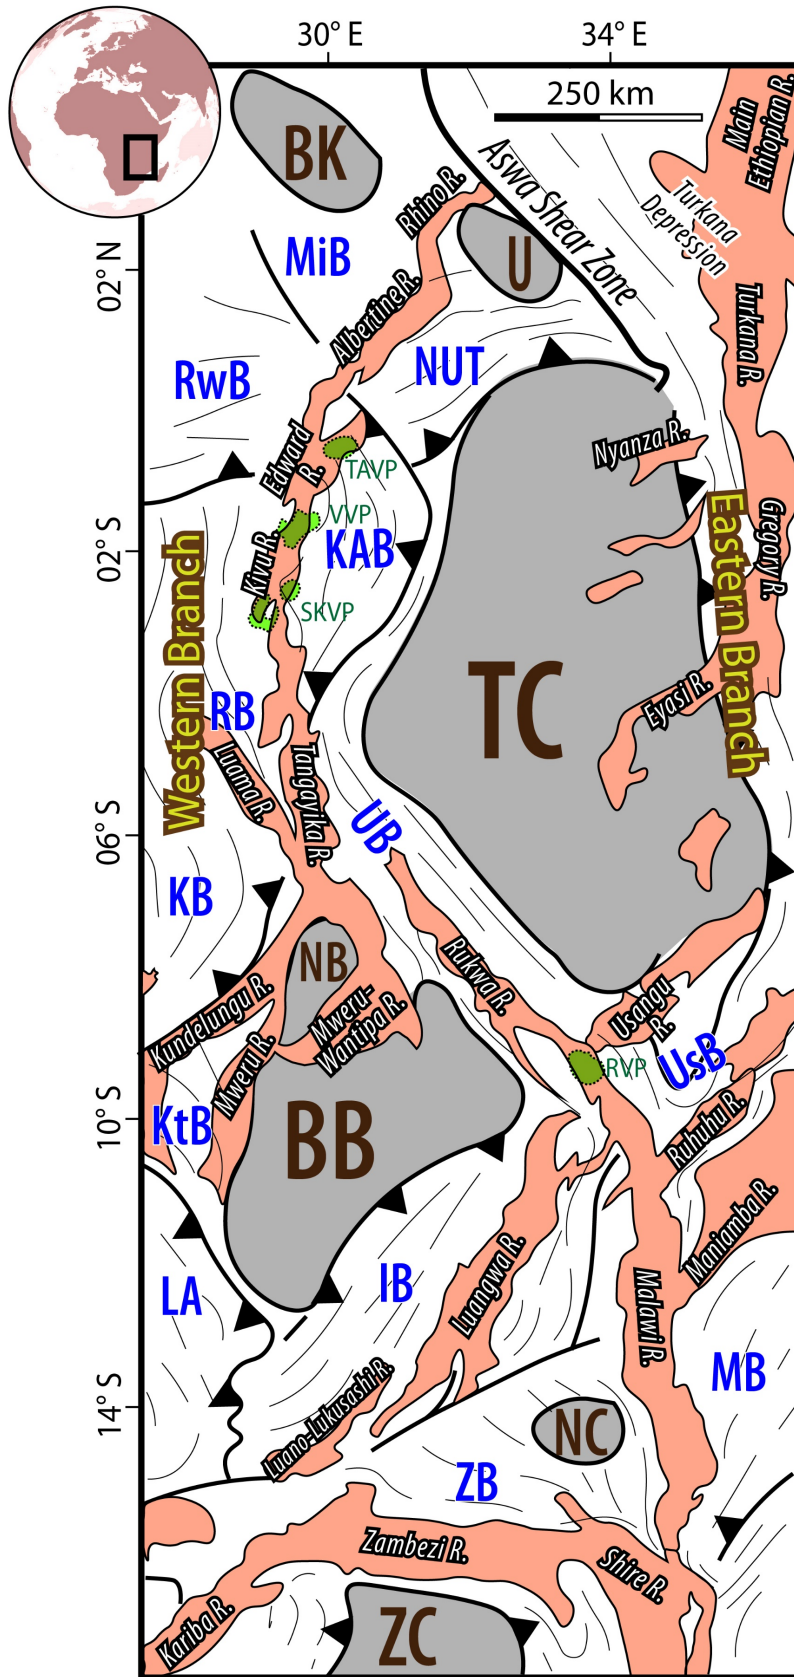 30° E
34° E
250 km
BK
Main
Ethiopian R.
Aswa Shear Zone
Rhino R.
Turkana
Depression
MiB
U
02° N
Albertine R.
Turkana R.
RwB
NUT
Nyanza R.
Edward
R.
TAVP
VVP
KAB
02° S
Kivu R.
Gregory R.
SKVP
Western Branch
Eastern Branch
TC
RB
Eyasi R.
Luama R.
Tangayika R.
UB
06° S
KB
NB
Rukwa R.
Kundelungu R.
Mweru-
Wantipa R.
Usangu
R.
Mweru R.
RVP
UsB
KtB
BB
10° S
Ruhuhu R.
Maniamba R.
LA
IB
Luangwa R.
Malawi R.
MB
14° S
Luano-Lukusashi R.
NC
ZB
Zambezi R.
Shire R.
Kariba R.
ZC